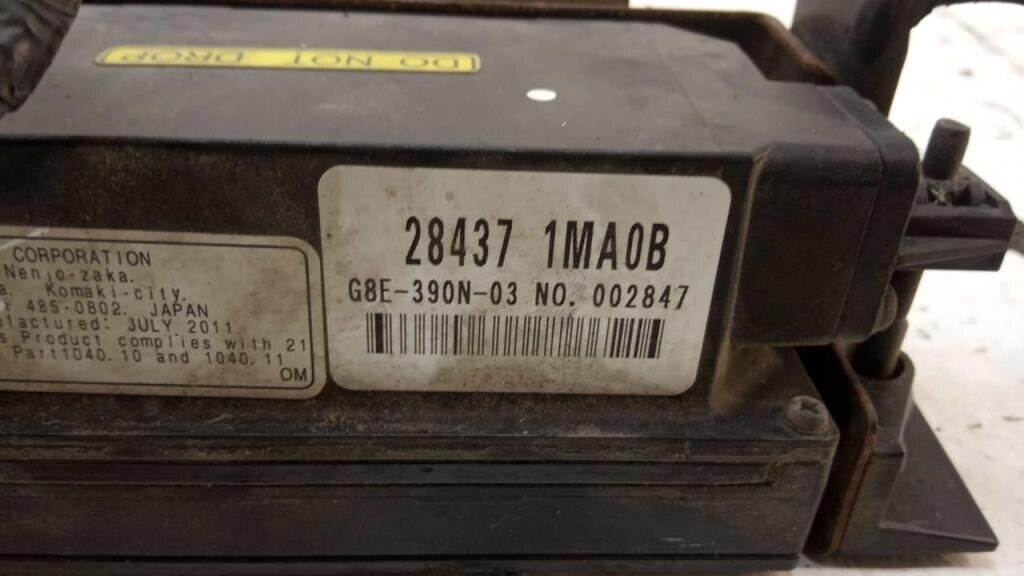 DO NOT DROP
CORPORATION
Nenjo-zaka,
Komaki-city,
485-0802. JAPAN
JULY 2011
Product complies with 21
Part1040.10 and 1040.11
OM
28437 1MA0B
G8E-390N-03 NO. 002847